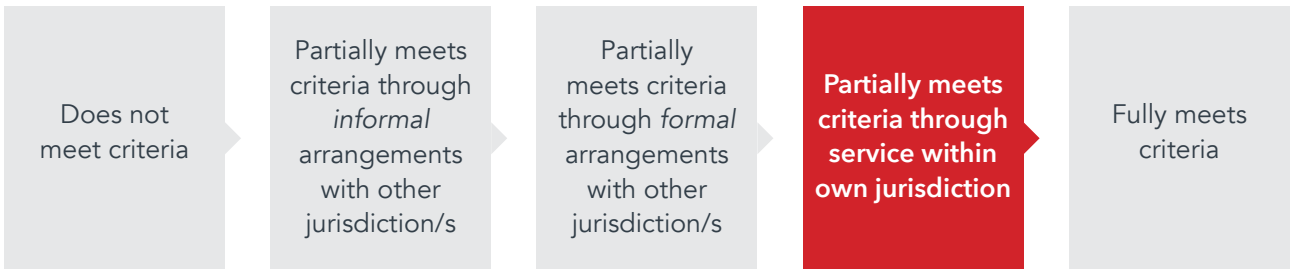 Does not
meet criteria
Partially meets
criteria through
informal
arrangements
with other
jurisdiction/s
Partially
meets criteria
through formal
arrangements
with other
jurisdiction/s
Partially meets
criteria through
service within
own jurisdiction
Fully meets
criteria